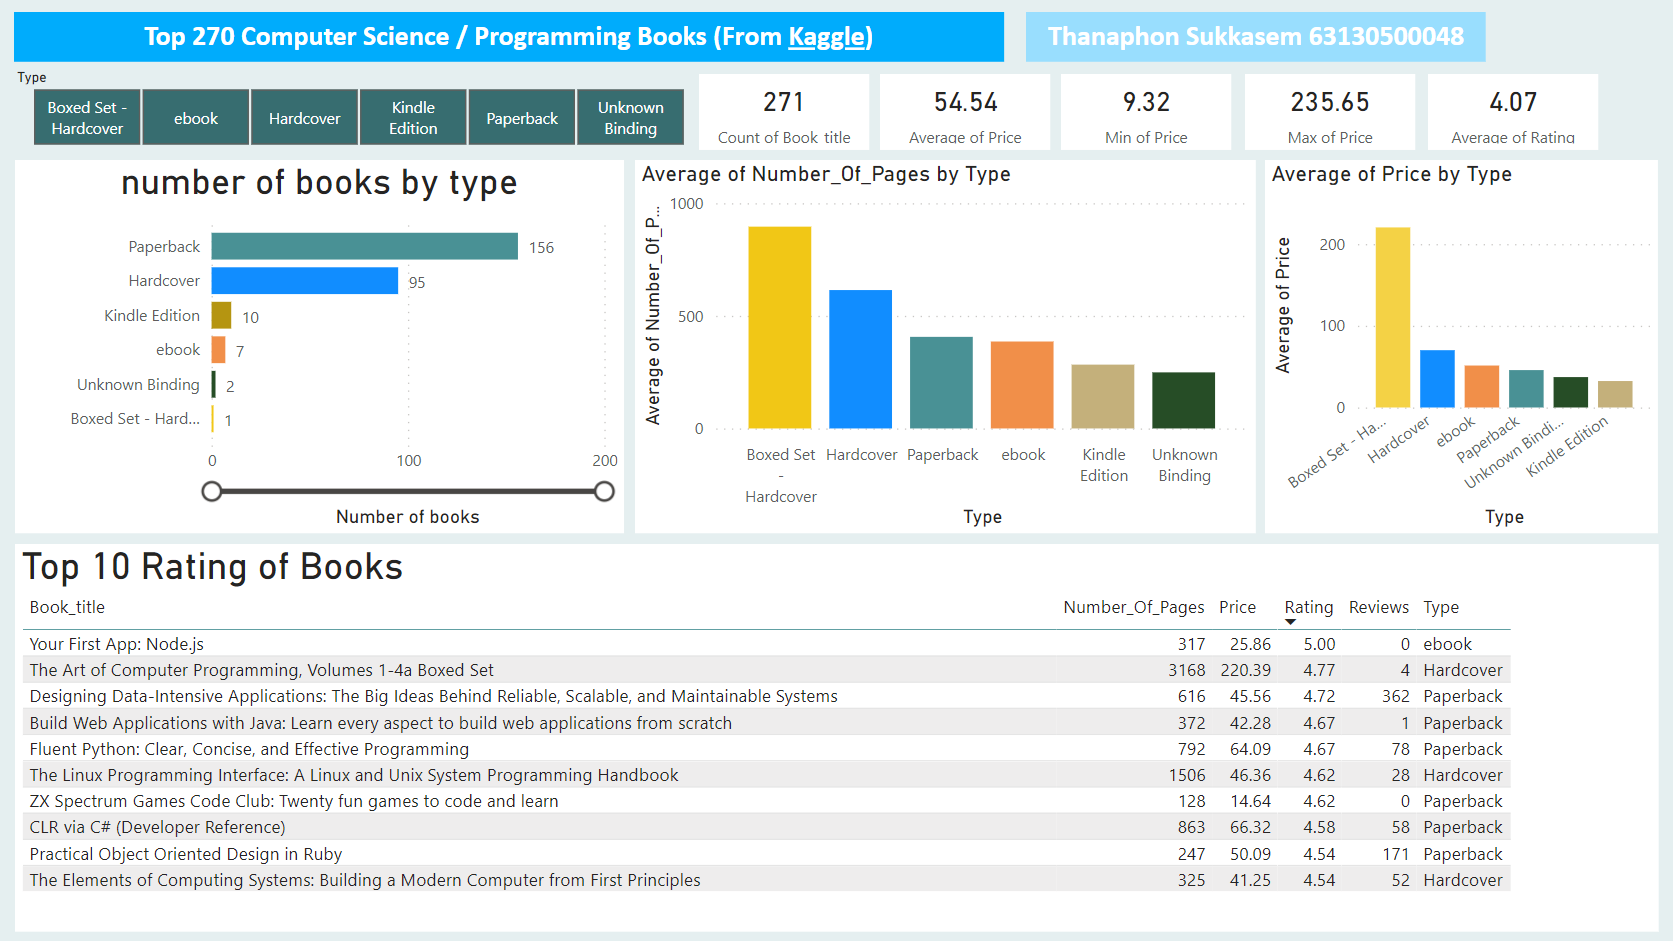 Top 270 Computer Science / Programming Books (From Kaggle)
Thanaphon Sukkasem 63130500048
Type
Boxed Set -
Hardcover
ebook
Hardcover
Kindle
Edition
Paperback
Unknown
Binding
271
Count of Book_title
54.54
Average of Price
9.32
Min of Price
235.65
Max of Price
4.07
Average of Rating
number of books by type
Paperback 156
Hardcover 95
Kindle Edition 10
ebook 7
Unknown Binding 2
Boxed Set - Hard... 1
0 100 200
Number of books
Average of Number_Of_Pages by Type
Average of Number_Of_P...
1000
500
0
Boxed Set
-
Hardcover
Hardcover
Paperback
ebook
Kindle
Edition
Unknown
Binding
Type
Average of Price by Type
Average of Price
200
100
0
Boxed Set - Ha...
Hardcover
ebook
Paperback
Unknown Bindi...
Kindle Edition
Type
Top 10 Rating of Books
Book_title Number_Of_Pages Price Rating Reviews Type
Your First App: Node.js 317 25.86 5.00 0 ebook
The Art of Computer Programming, Volumes 1-4a Boxed Set 3168 220.39 4.77 4 Hardcover
Designing Data-Intensive Applications: The Big Ideas Behind Reliable, Scalable, and Maintainable Systems 616 45.56 4.72 362 Paperback
Build Web Applications with Java: Learn every aspect to build web applications from scratch 372 42.28 4.67 1 Paperback
Fluent Python: Clear, Concise, and Effective Programming 792 64.09 4.67 78 Paperback
The Linux Programming Interface: A Linux and Unix System Programming Handbook 1506 46.36 4.62 28 Hardcover
ZX Spectrum Games Code Club: Twenty fun games to code and learn 128 14.64 4.62 0 Paperback
CLR via C# (Developer Reference) 863 66.32 4.58 58 Paperback
Practical Object Oriented Design in Ruby 247 50.09 4.54 171 Paperback
The Elements of Computing Systems: Building a Modern Computer from First Principles 325 41.25 4.54 52 Hardcover